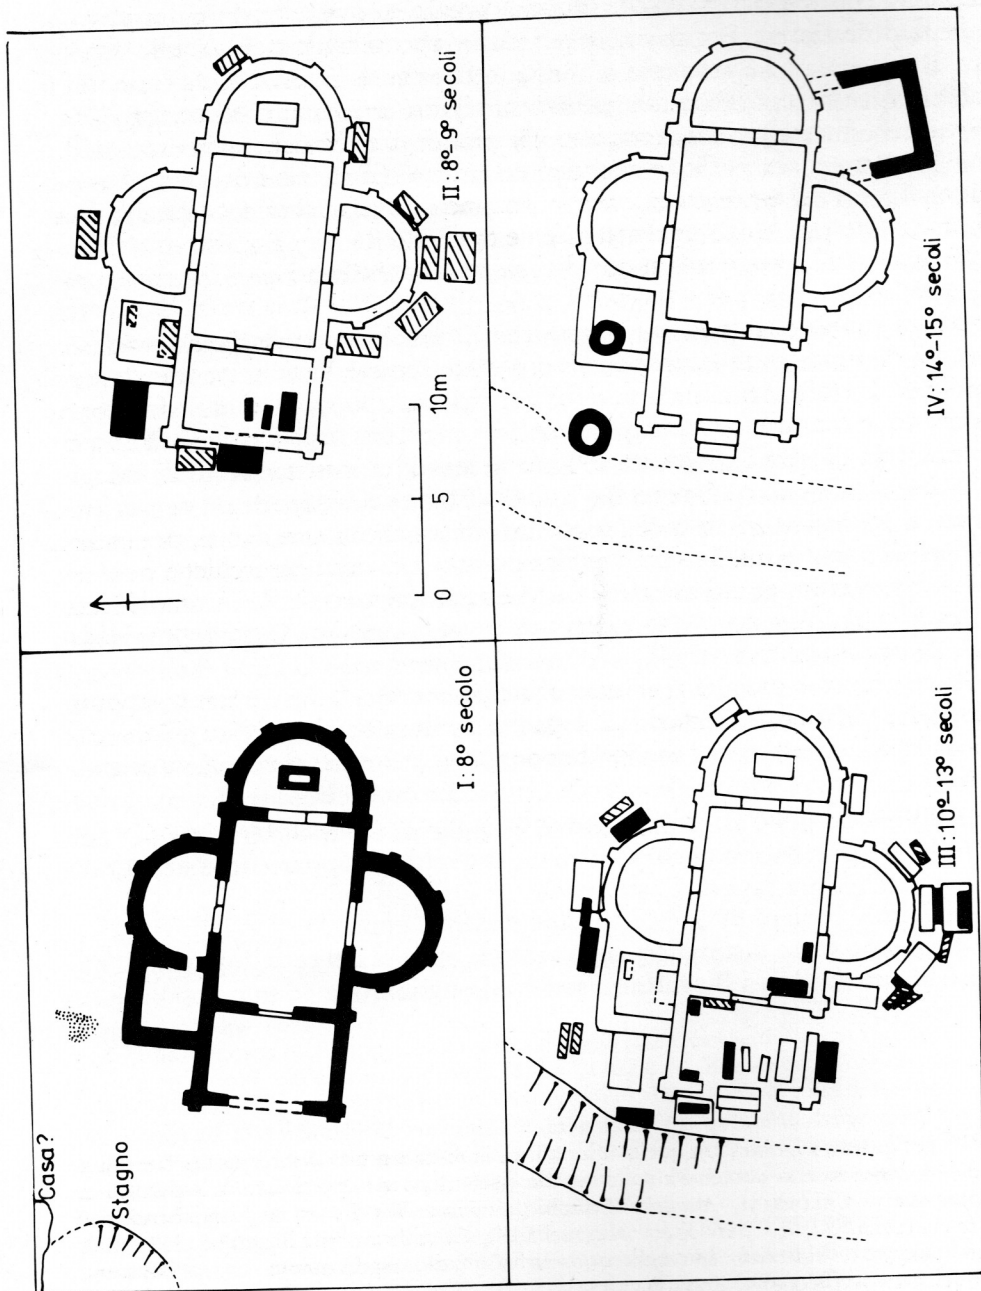 Casa?
Stagno
I: 8° secolo
0 5 10m
II: 8°-9° secoli
III: 10°-13° secoli
IV: 14°-15° secoli